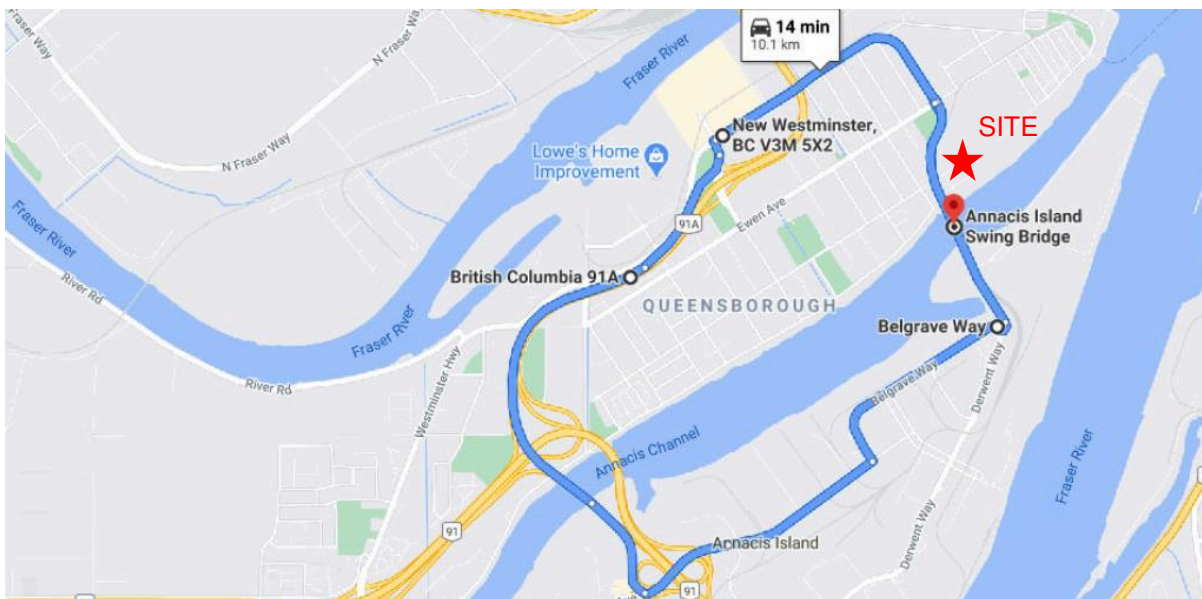 Fraser Way
N Fraser Way
N Fraser Way
Fraser River
14 min
10.1 km
New Westminster,
BC V3M 5X2
SITE
Lowe's Home
Improvement
Ewen Ave
91A
Annacis Island
Swing Bridge
Fraser River
River Rd
British Columbia 91A
QUEENSBOROUGH
Belgrave Way
Fraser River
River Rd
Westminster Hwy
Belgrave Way
Derwent Way
Annacis Channel
Fraser River
91
Annacis Island
Derwent Way
91